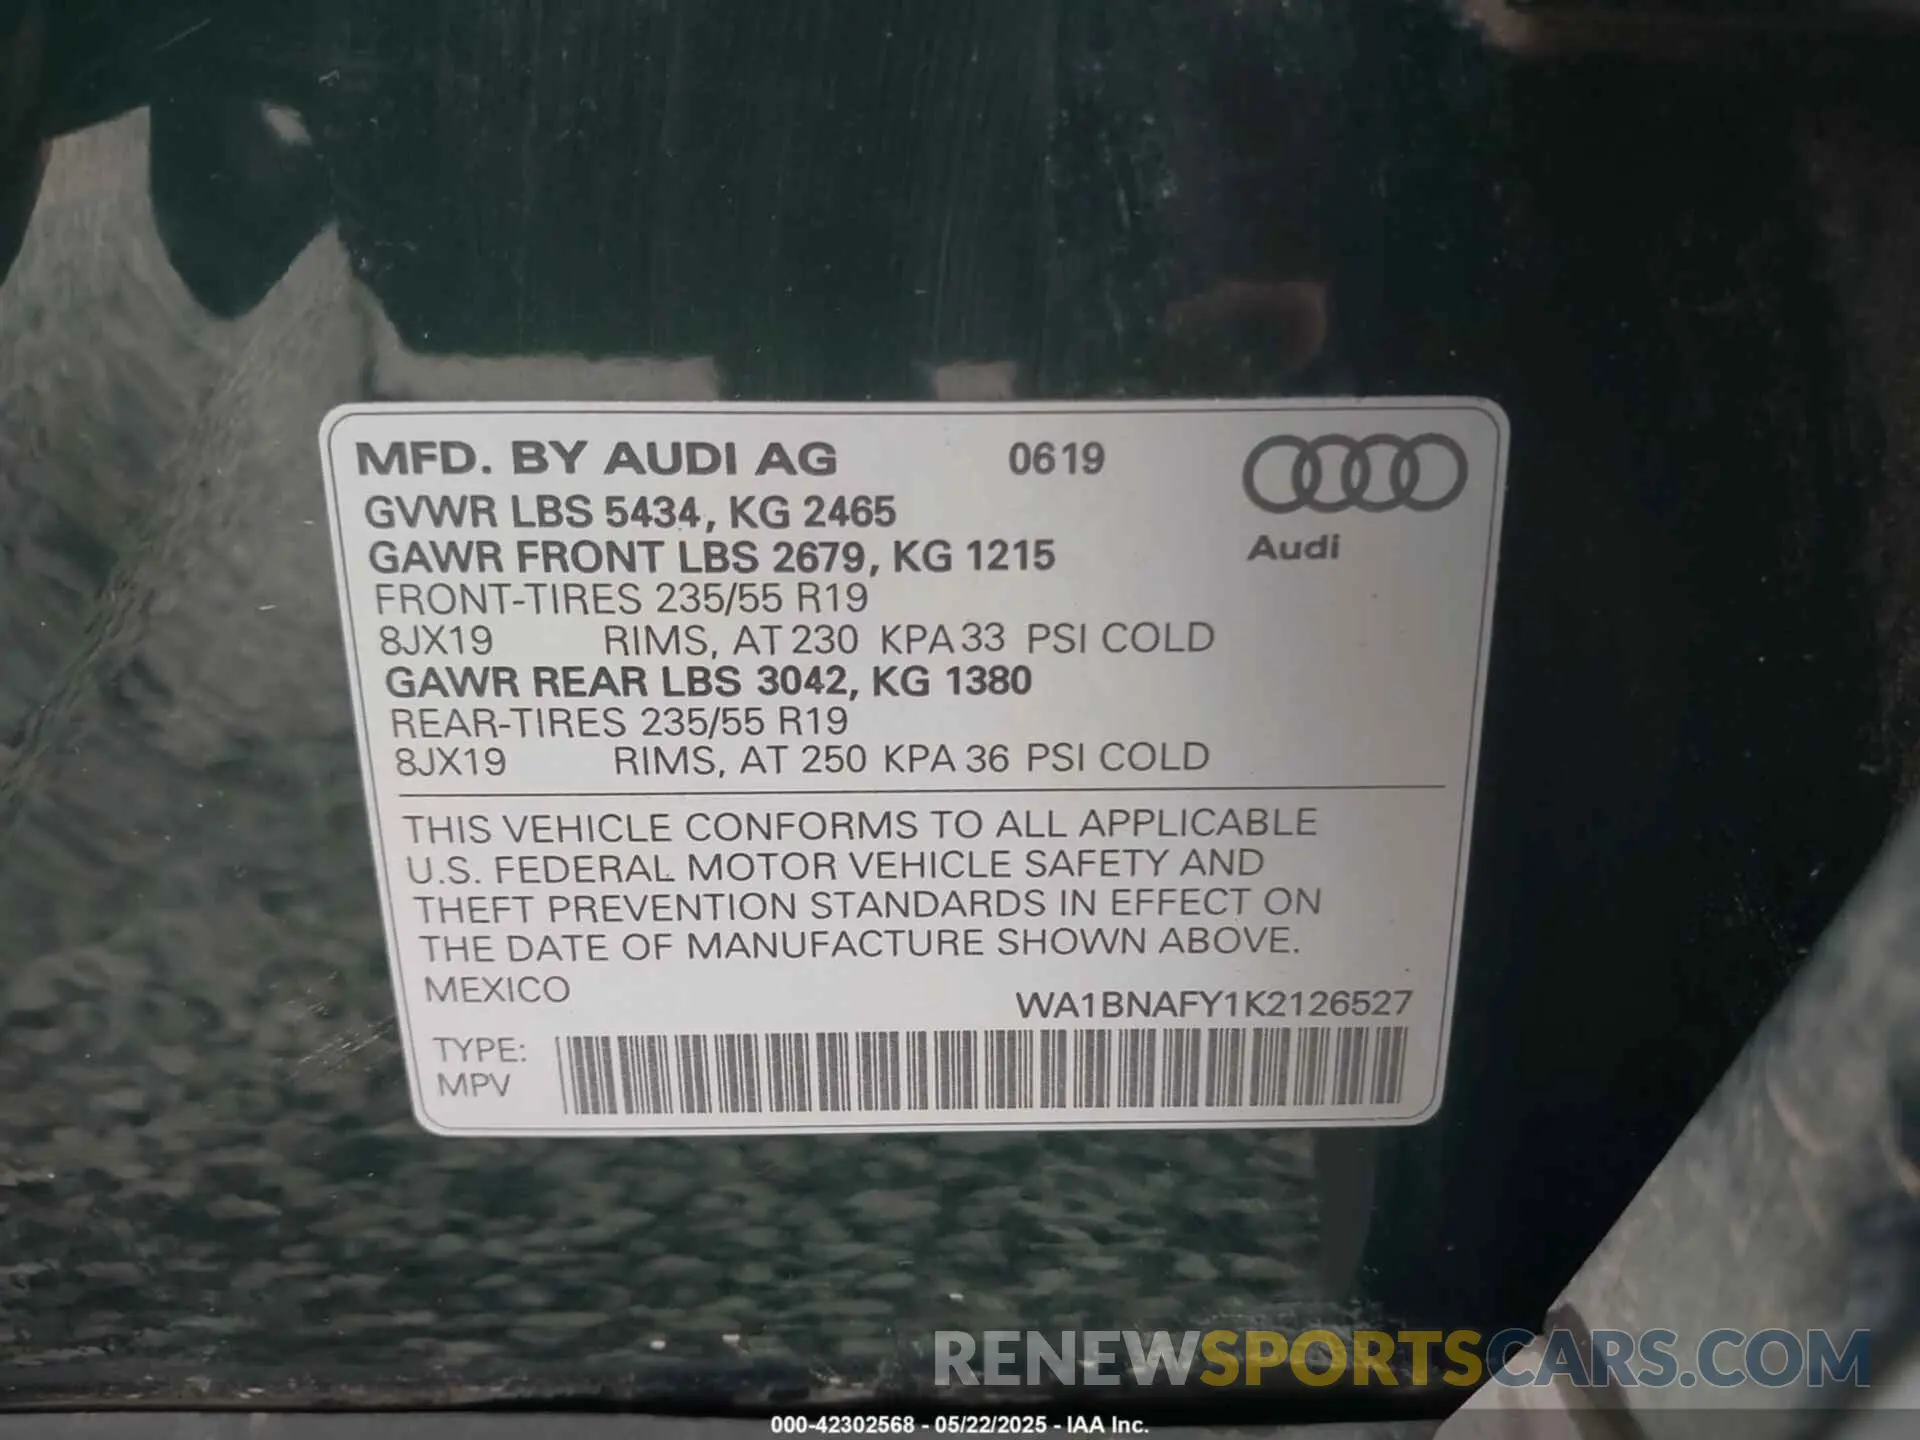 MFD. BY AUDI AG 0619
GVWR LBS 5434, KG 2465
GAWR FRONT LBS 2679, KG 1215
Audi
FRONT-TIRES 235/55 R19
8JX19 RIMS, AT 230 KPA 33 PSI COLD
GAWR REAR LBS 3042, KG 1380
REAR-TIRES 235/55 R19
8JX19 RIMS, AT 250 KPA 36 PSI COLD
THIS VEHICLE CONFORMS TO ALL APPLICABLE
U.S. FEDERAL MOTOR VEHICLE SAFETY AND
THEFT PREVENTION STANDARDS IN EFFECT ON
THE DATE OF MANUFACTURE SHOWN ABOVE.
MEXICO
WA1BNAFY1K2126527
TYPE:
MPV
RENEWSPORTSCARS.COM
000-42302568 - 05/22/2025 - IAA Inc.